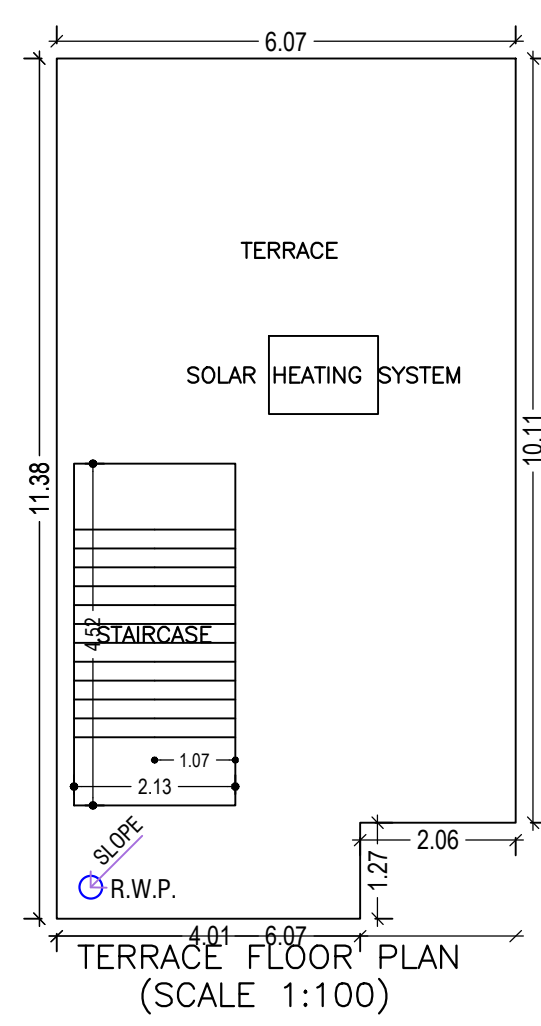 6.07
TERRACE
SOLAR HEATING SYSTEM
11.38
10.11
4.52
STAIRCASE
1.07
2.13
SLOPE
R.W.P.
2.06
1.27
4.01 6.07
TERRACE FLOOR PLAN
(SCALE 1:100)